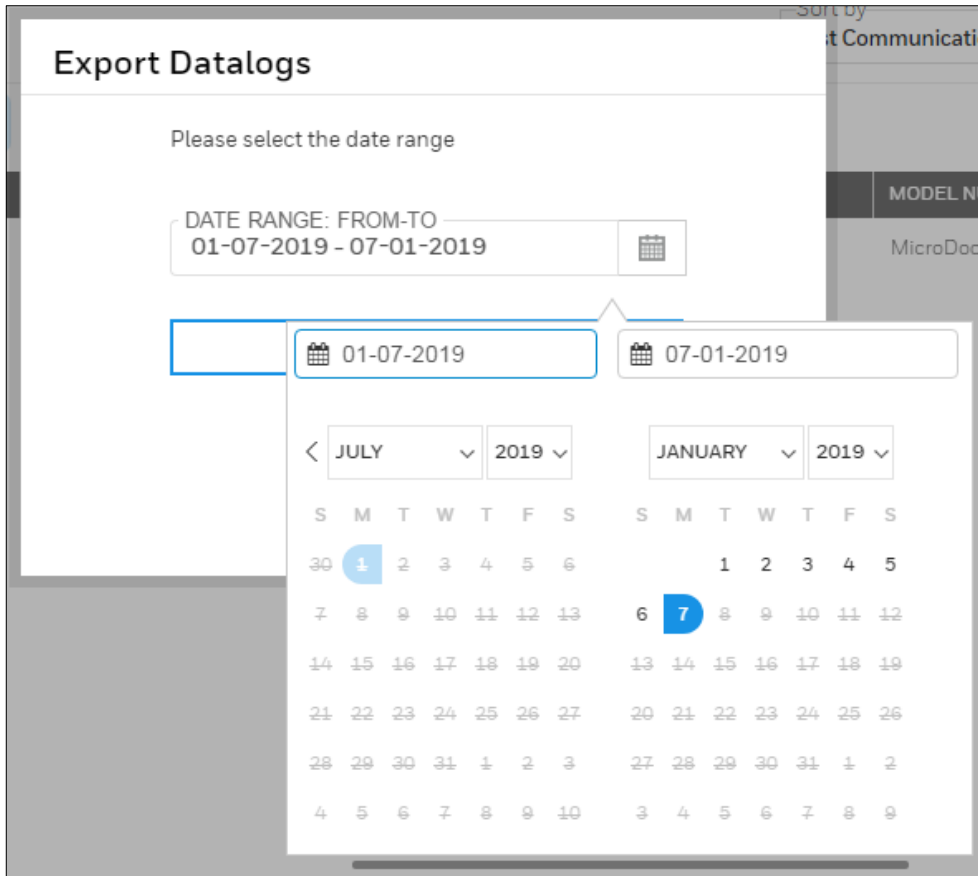 Sort by
st Communicati
Export Datalogs
Please select the date range
MODEL NU
DATE RANGE: FROM-TO
01-07-2019 - 07-01-2019
MicroDoc
01-07-2019 07-01-2019
JULY 2019 JANUARY 2019
S M T W T F S S M T W T F S
30 1 2 3 4 5 6 1 2 3 4 5
7 8 9 10 11 12 13 6 7 8 9 10 11 12
14 15 16 17 18 19 20 13 14 15 16 17 18 19
21 22 23 24 25 26 27 20 21 22 23 24 25 26
28 29 30 31 1 2 3 27 28 29 30 31 1 2
4 5 6 7 8 9 10 3 4 5 6 7 8 9